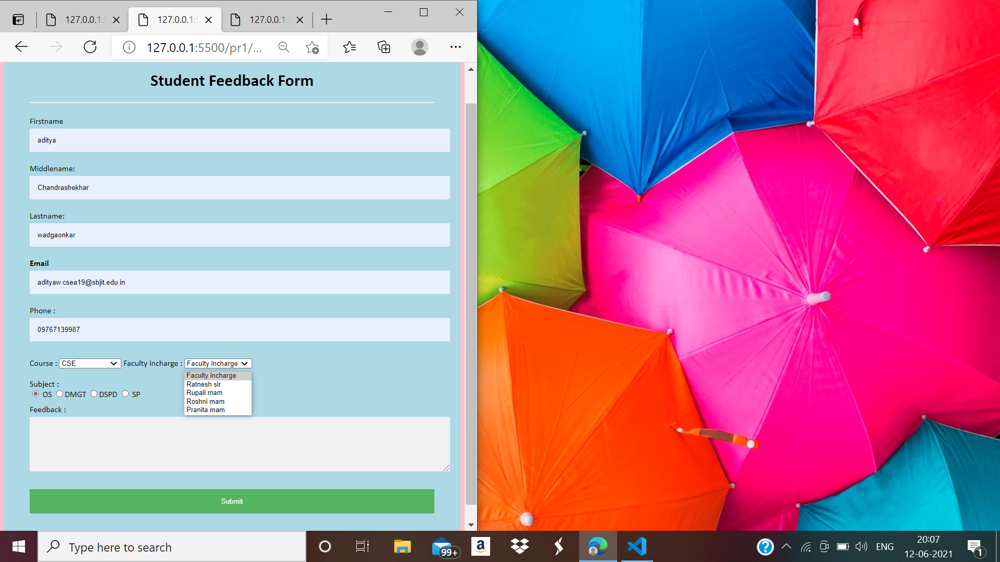 127.0.0.1:5
127.0.0.1:5
127.0.0.1:
127.0.0.1:5500/pr1/...
Student Feedback Form
Firstname
aditya
Middlename:
Chandrashekhar
Lastname:
wadgaonkar
Email
adityaw.csea19@sbjit.edu.in
Phone :
09767139987
Course : CSE Faculty incharge : Faculty incharge
Faculty incharge
Ratnesh sir
Rupali mam
Roshni mam
Pranita mam
Subject :
OS DMGT DSPD SP
Feedback :
Submit
Type here to search
99+
a
ENG
20:07
12-06-2021
1